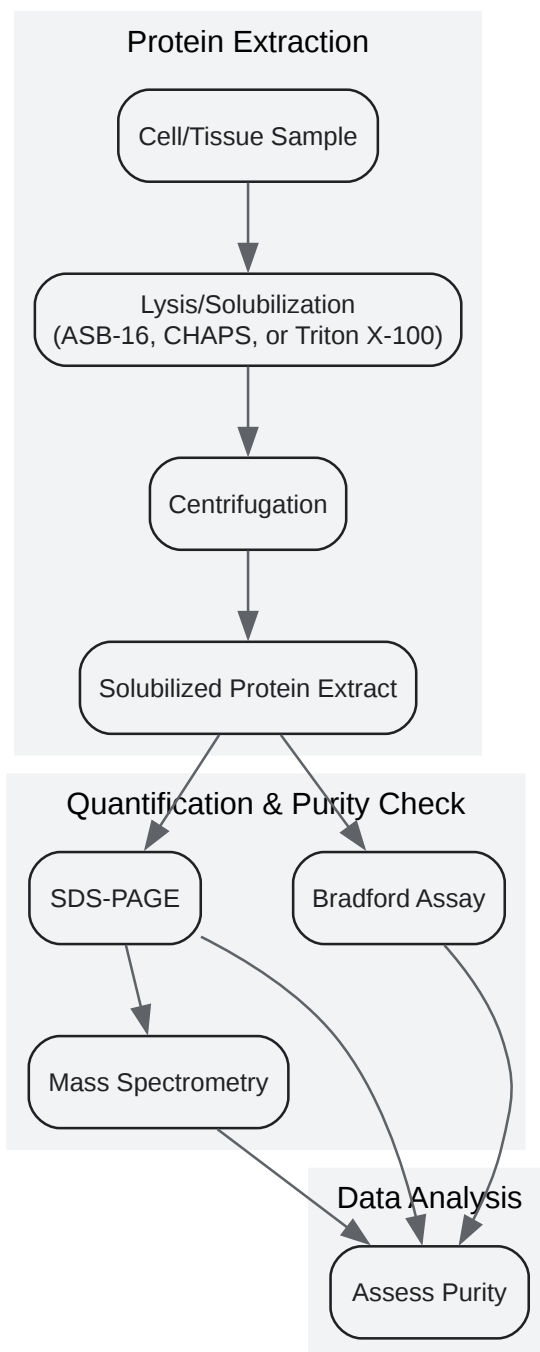 Protein Extraction
Cell/Tissue Sample
Lysis/Solubilization
(ASB-16, CHAPS, or Triton X-100)
Centrifugation
Solubilized Protein Extract
Quantification & Purity Check
SDS-PAGE
Bradford Assay
Mass Spectrometry
Data Analysis
Assess Purity